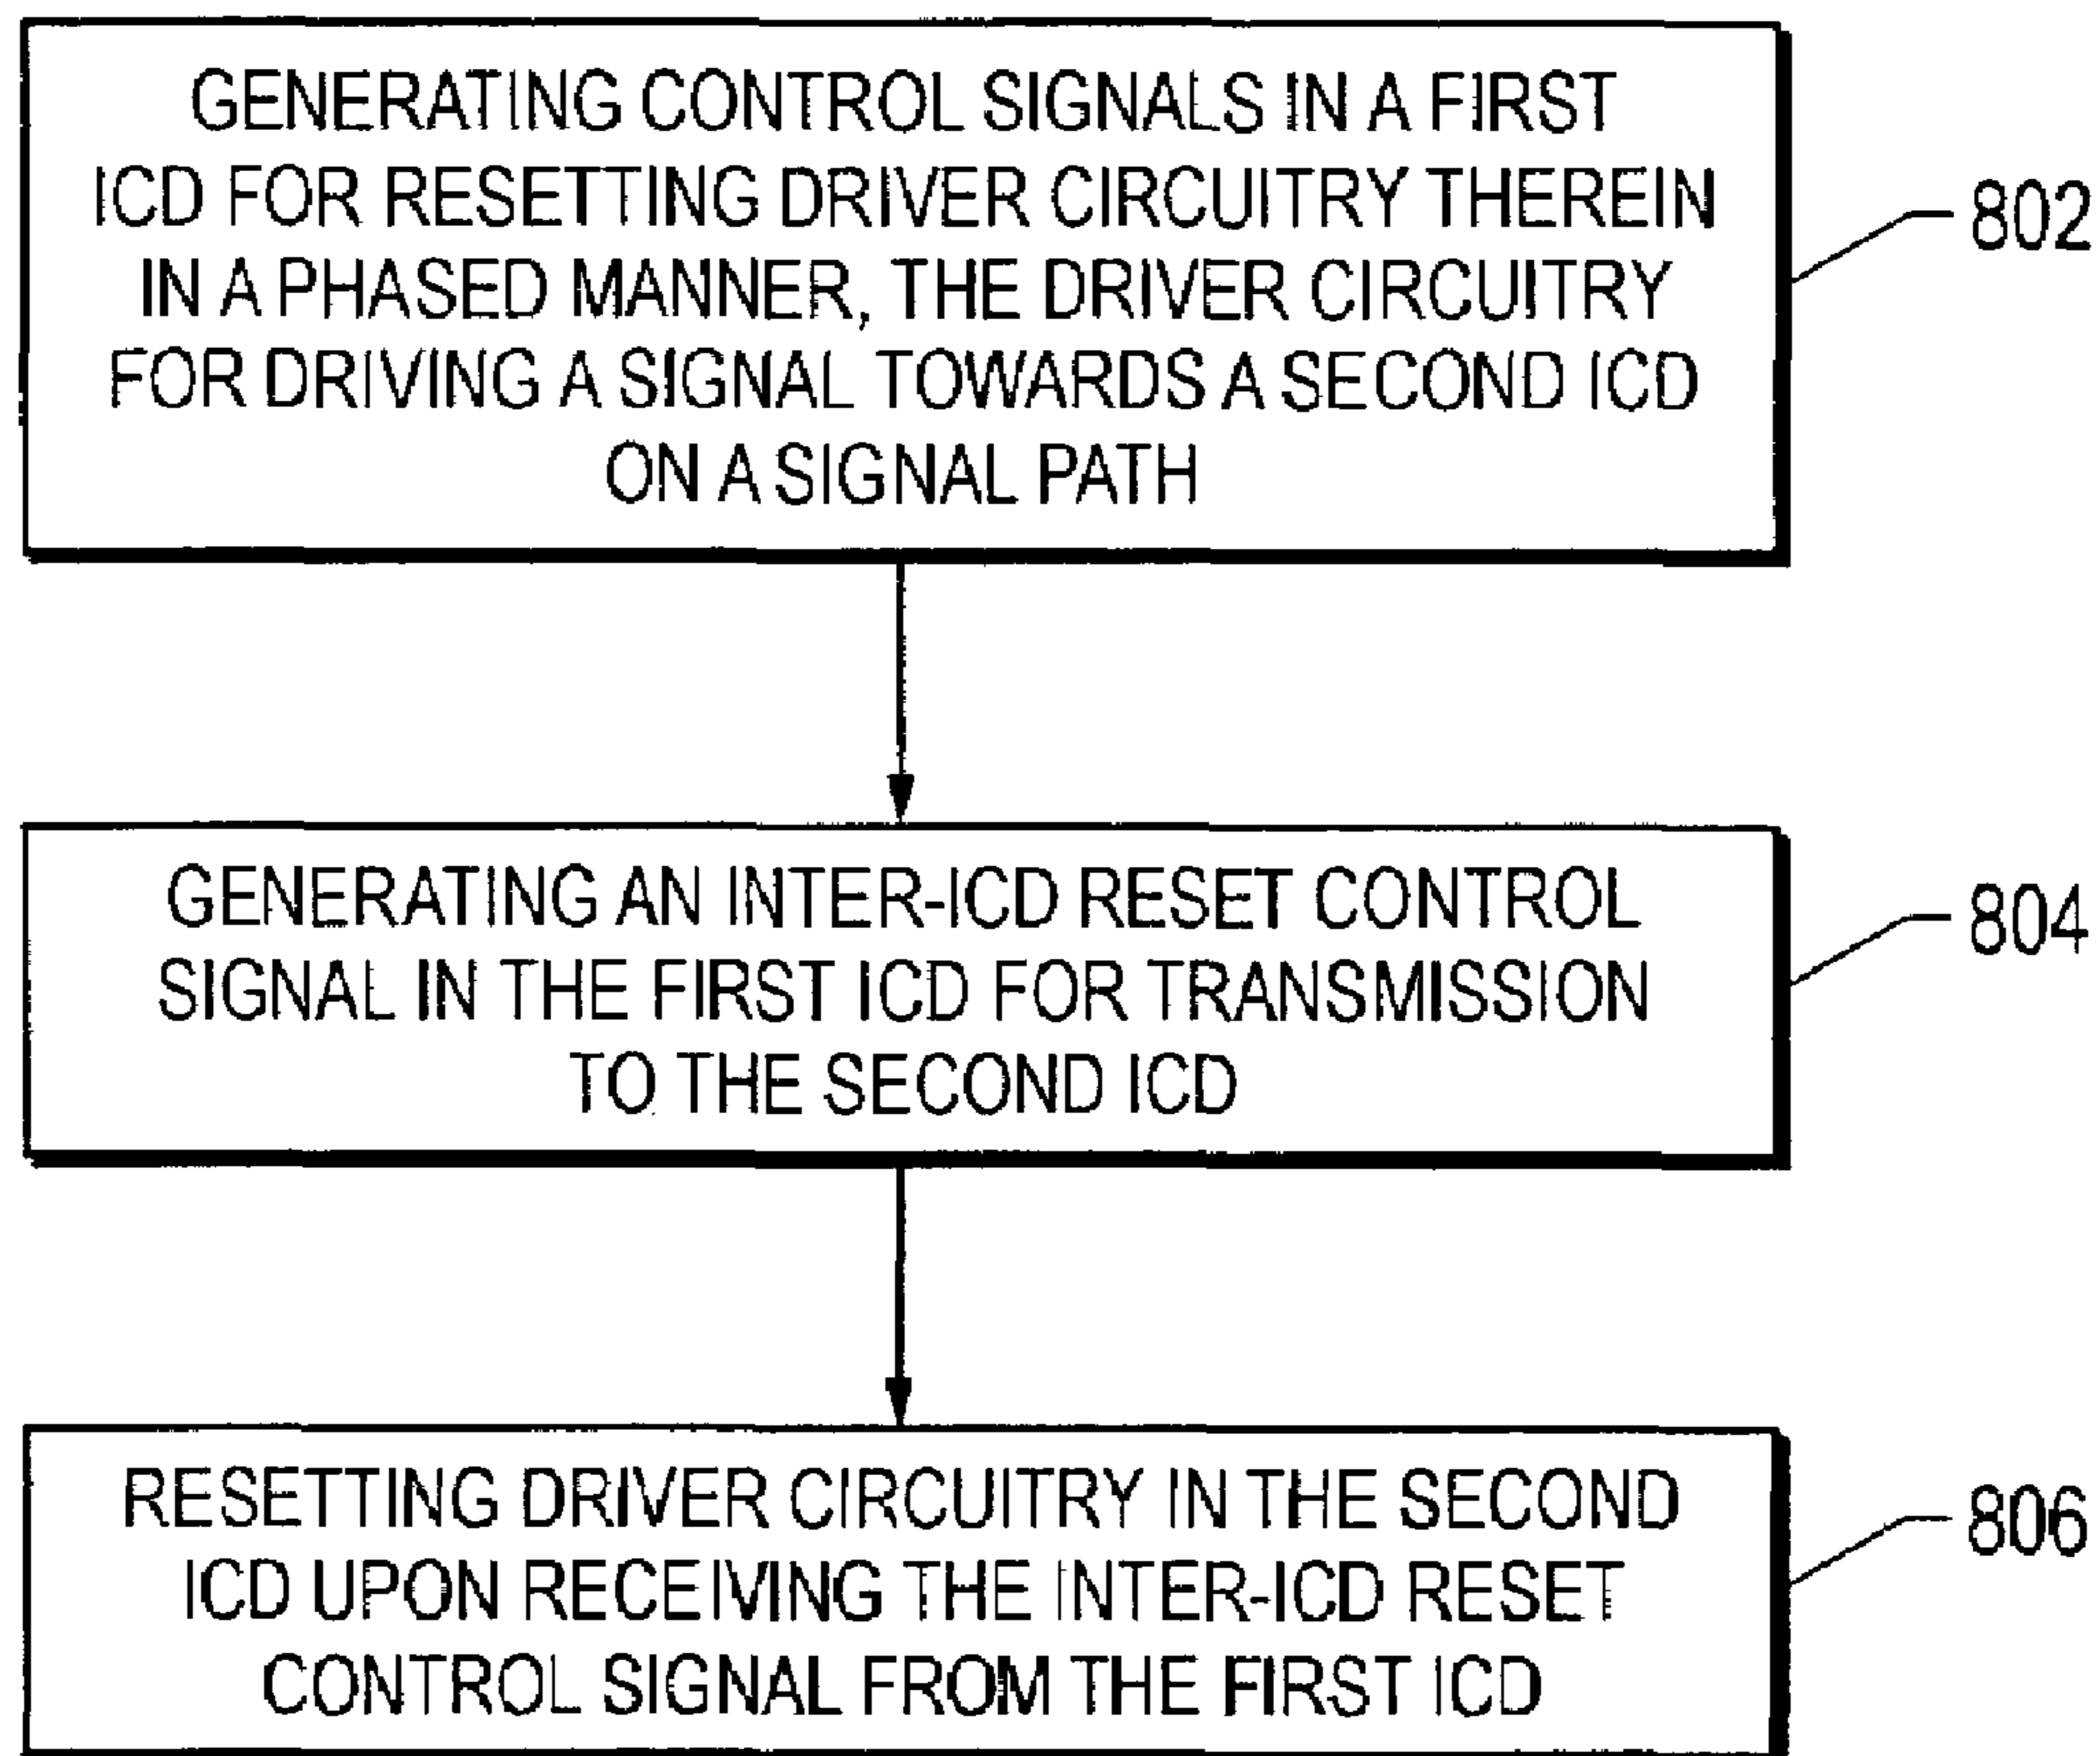 GENERATING CONTROL SIGNALS IN A FIRST
ICD FOR RESETTING DRIVER CIRCUITRY THEREIN
IN A PHASED MANNER, THE DRIVER CIRCUITRY
FOR DRIVING A SIGNAL TOWARDS A SECOND ICD
ON A SIGNAL PATH
802
GENERATING AN INTER-ICD RESET CONTROL
SIGNAL IN THE FIRST ICD FOR TRANSMISSION
TO THE SECOND ICD
804
RESETTING DRIVER CIRCUITRY IN THE SECOND
ICD UPON RECEIVING THE INTER-ICD RESET
CONTROL SIGNAL FROM THE FIRST ICD
806